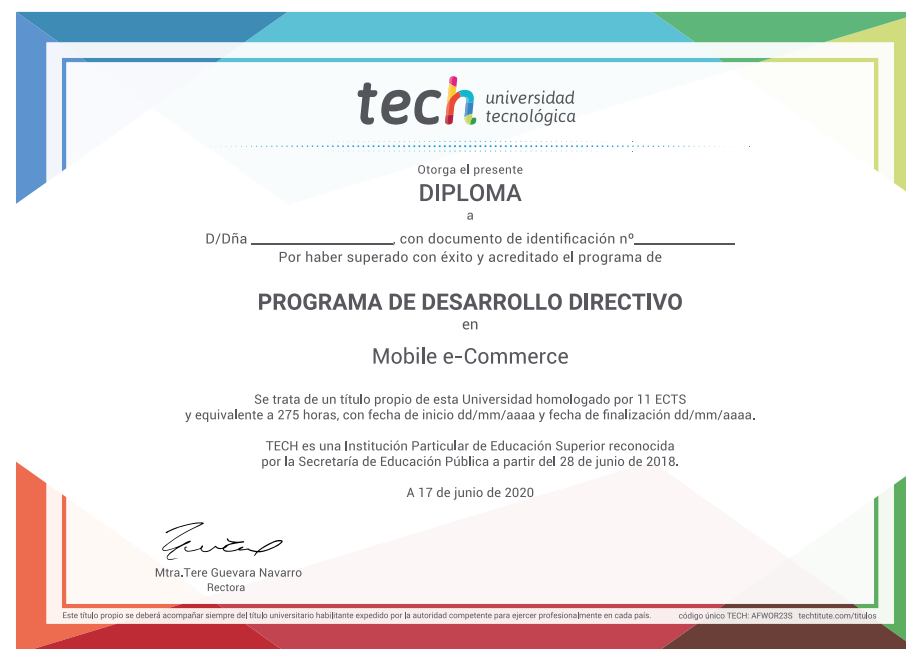 tech universidad
tecnológica
Otorga el presente
DIPLOMA
a
D/Dña ________________, con documento de identificación nº____________
Por haber superado con éxito y acreditado el programa de
PROGRAMA DE DESARROLLO DIRECTIVO
en
Mobile e-Commerce
Se trata de un título propio de esta Universidad homologado por 11 ECTS
y equivalente a 275 horas, con fecha de inicio dd/mm/aaaa y fecha de finalización dd/mm/aaaa.
TECH es una Institución Particular de Educación Superior reconocida
por la Secretaría de Educación Pública a partir del 28 de junio de 2018.
A 17 de junio de 2020
Mtra.Tere Guevara Navarro
Rectora
Este título propio se deberá acompañar siempre del título universitario habilitante expedido por la autoridad competente para ejercer profesionalmente en cada país. código único TECH: AFWOR23S techtitute.com/titulos